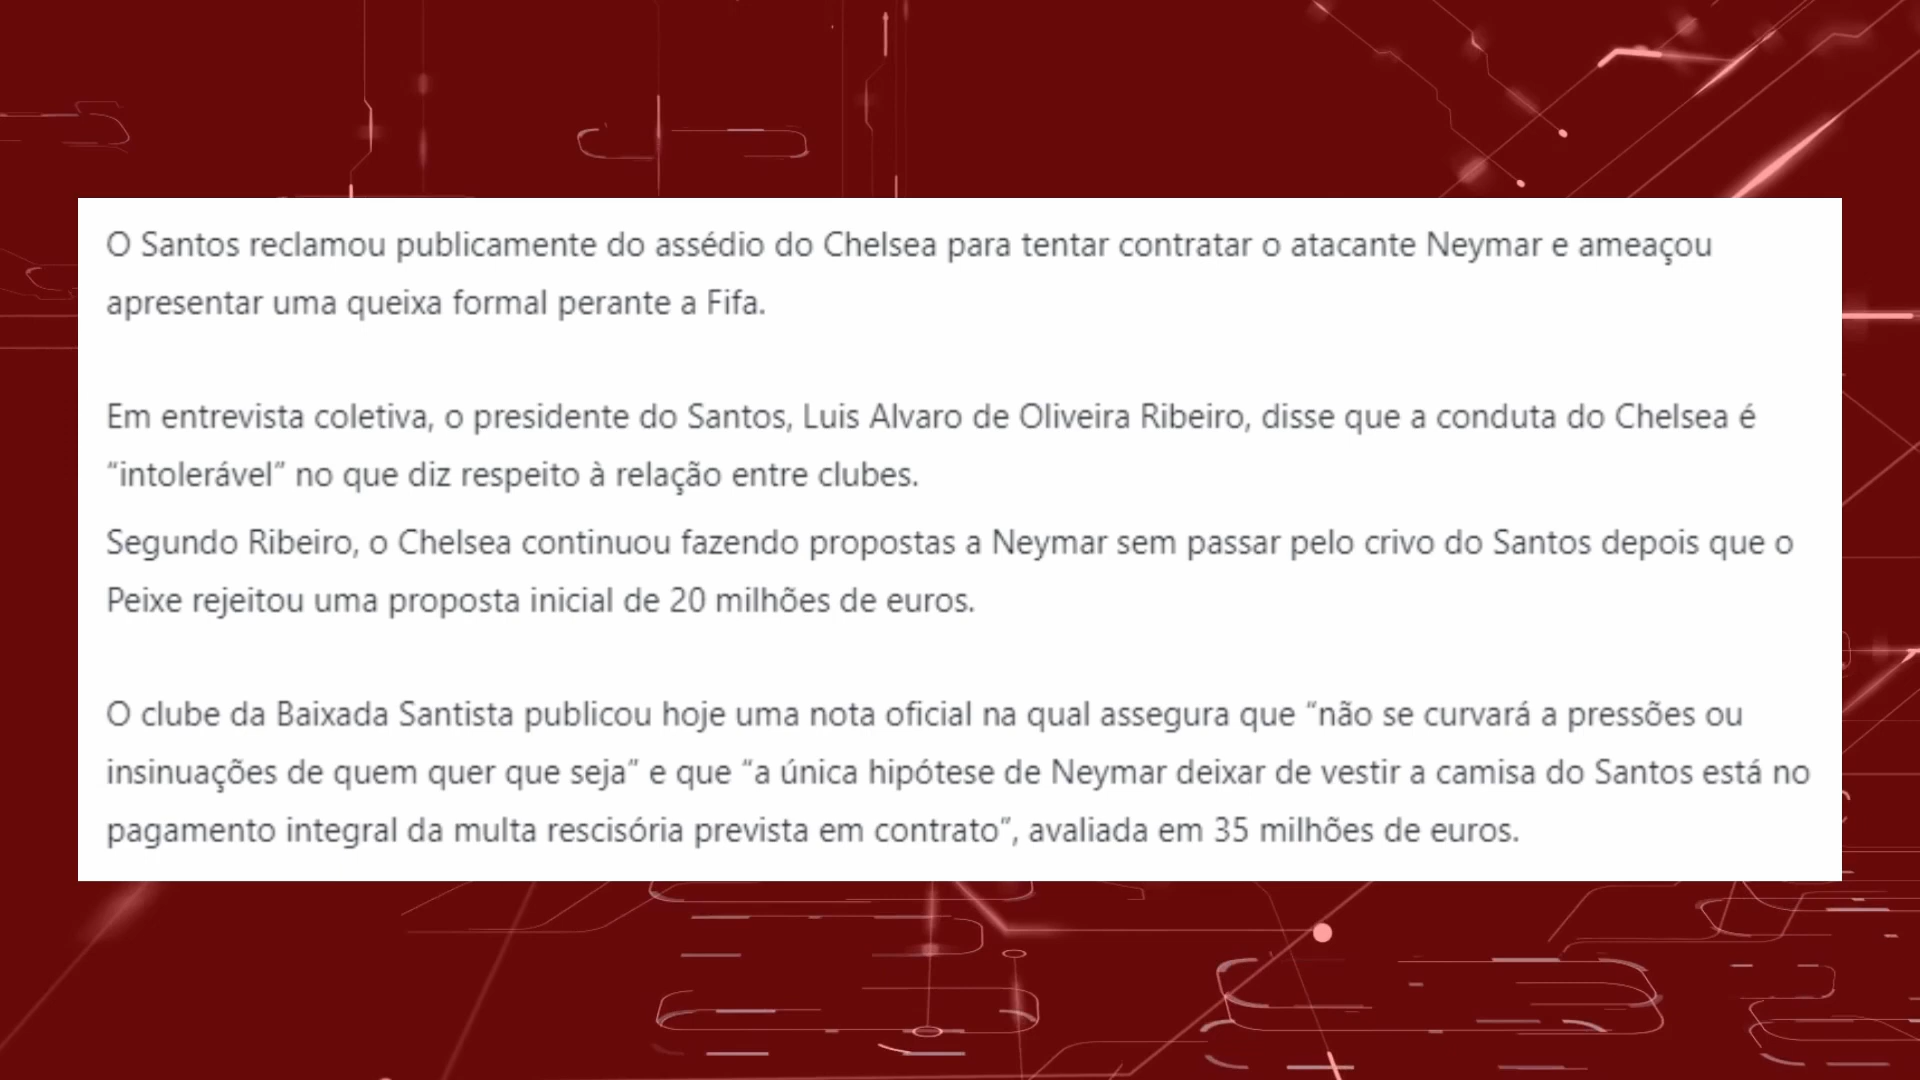 O Santos reclamou publicamente do assédio do Chelsea para tentar contratar o atacante Neymar e ameaçou
apresentar uma queixa formal perante a Fifa.
Em entrevista coletiva, o presidente do Santos, Luis Alvaro de Oliveira Ribeiro, disse que a conduta do Chelsea é
“intolerável” no que diz respeito à relação entre clubes.
Segundo Ribeiro, o Chelsea continuou fazendo propostas a Neymar sem passar pelo crivo do Santos depois que o
Peixe rejeitou uma proposta inicial de 20 milhões de euros.
O clube da Baixada Santista publicou hoje uma nota oficial na qual assegura que “não se curvará a pressões ou
insinuações de quem quer que seja” e que “a única hipótese de Neymar deixar de vestir a camisa do Santos está no
pagamento integral da multa rescisória prevista em contrato”, avaliada em 35 milhões de euros.